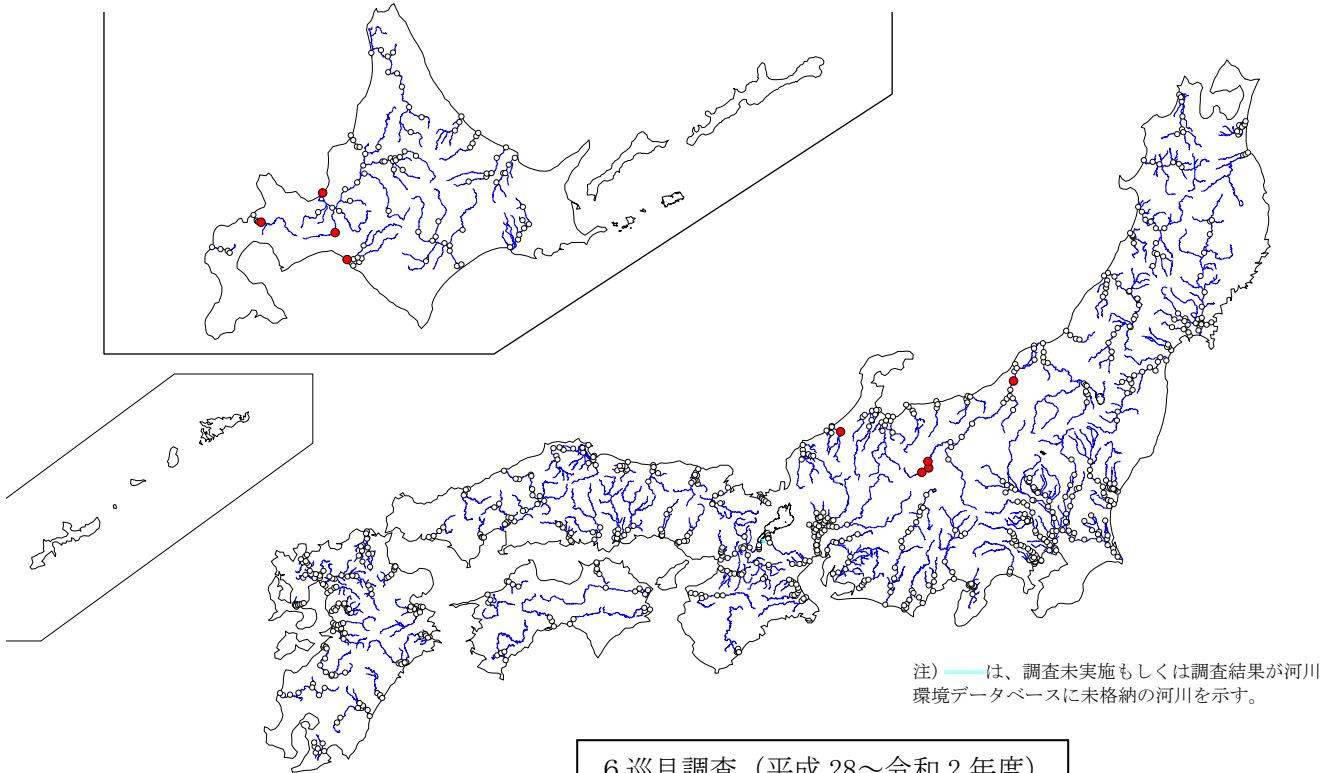 注）　　は、調査未実施もしくは調査結果が河川
環境データベースに未格納の河川を示す。
6 巡目調査（平成 28～令和 2 年度）